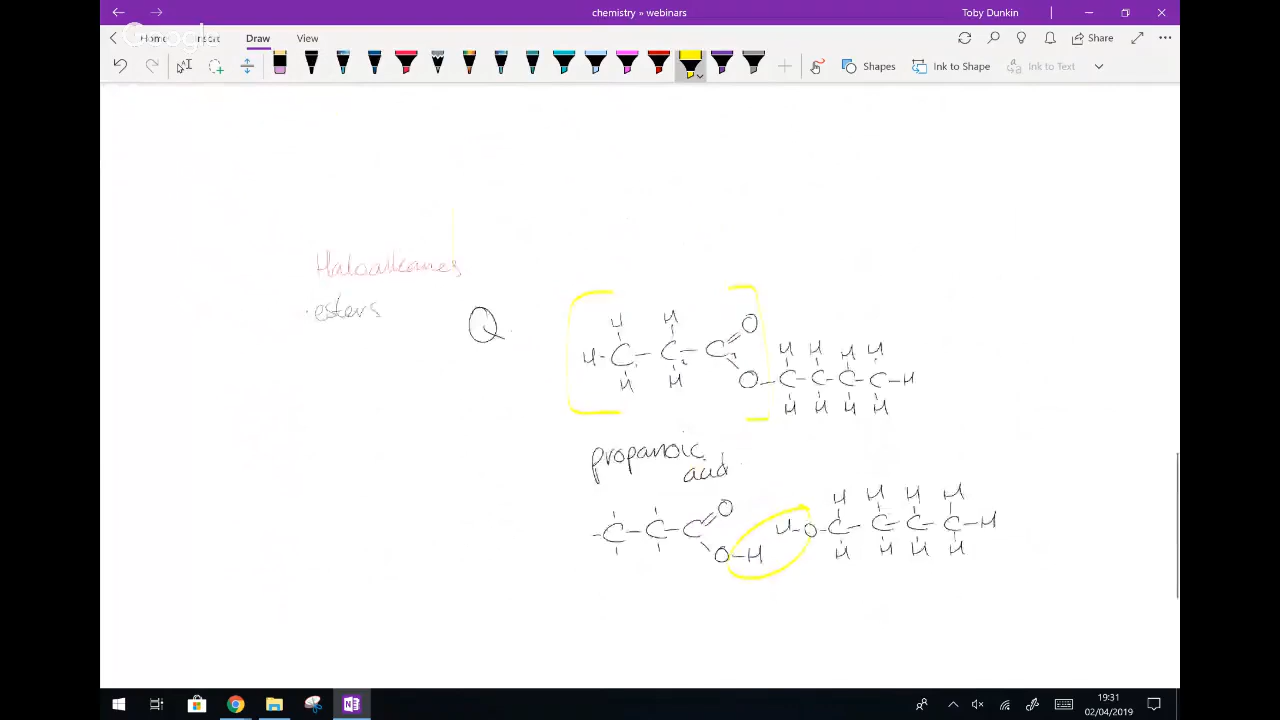 chemistry » webinars
Toby Dunkin
Google
Home
Draw
View
Share
Shapes
Ink to Shape
Ink to Text
Haloalkanes
· esters
Q
H H O
H-C-C-C H H H H
H H O-C-C-C-C-H
H H H H
propanoic
acid
O H H H H
-C-C-C H-O-C-C-C-C-H
O-H H H H H
19:31
02/04/2019